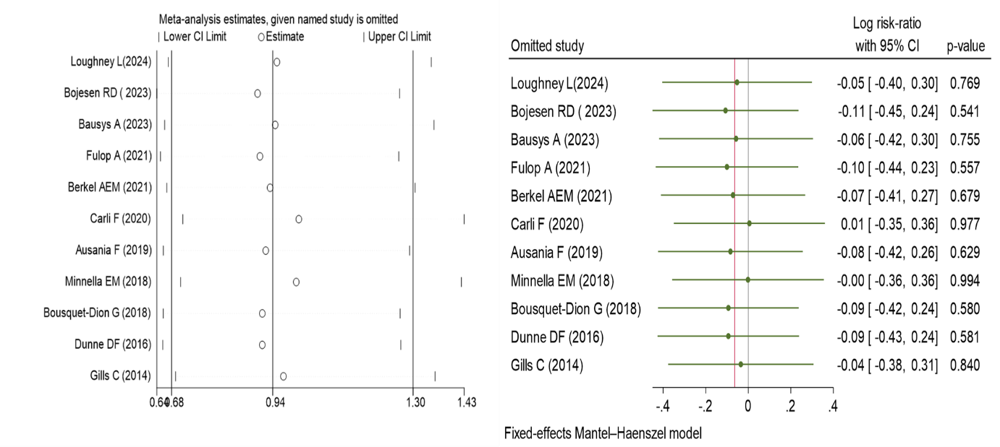 Meta-analysis estimates, given named study is omitted
| Lower CI Limit ○Estimate | Upper CI Limit
Loughney L(2024)
Bojesen RD ( 2023)
Bausys A (2023)
Fulop A (2021)
Berkel AEM (2021)
Carli F (2020)
Ausania F (2019)
Minnella EM (2018)
Bousquet-Dion G (2018)
Dunne DF (2016)
Gills C (2014)
0.64 0.68 0.94 1.30 1.43
Log risk-ratio
Omitted study with 95% CI p-value
Loughney L(2024) -0.05 [ -0.40, 0.30] 0.769
Bojesen RD ( 2023) -0.11 [ -0.45, 0.24] 0.541
Bausys A (2023) -0.06 [ -0.42, 0.30] 0.755
Fulop A (2021) -0.10 [ -0.44, 0.23] 0.557
Berkel AEM (2021) -0.07 [ -0.41, 0.27] 0.679
Carli F (2020) 0.01 [ -0.35, 0.36] 0.977
Ausania F (2019) -0.08 [ -0.42, 0.26] 0.629
Minnella EM (2018) -0.00 [ -0.36, 0.36] 0.994
Bousquet-Dion G (2018) -0.09 [ -0.42, 0.24] 0.580
Dunne DF (2016) -0.09 [ -0.43, 0.24] 0.581
Gills C (2014) -0.04 [ -0.38, 0.31] 0.840
-.4 -.2 0 .2 .4
Fixed-effects Mantel–Haenszel model